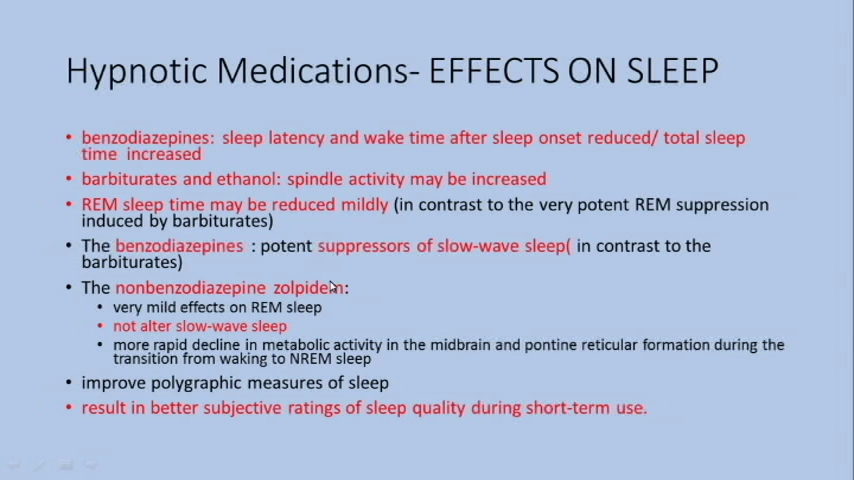 Hypnotic Medications- EFFECTS ON SLEEP
• benzodiazepines: sleep latency and wake time after sleep onset reduced/ total sleep
time increased
• barbiturates and ethanol: spindle activity may be increased
• REM sleep time may be reduced mildly (in contrast to the very potent REM suppression
induced by barbiturates)
• The benzodiazepines : potent suppressors of slow-wave sleep( in contrast to the
barbiturates)
• The nonbenzodiazepine zolpidem:
• very mild effects on REM sleep
• not alter slow-wave sleep
• more rapid decline in metabolic activity in the midbrain and pontine reticular formation during the
transition from waking to NREM sleep
• improve polygraphic measures of sleep
• result in better subjective ratings of sleep quality during short-term use.